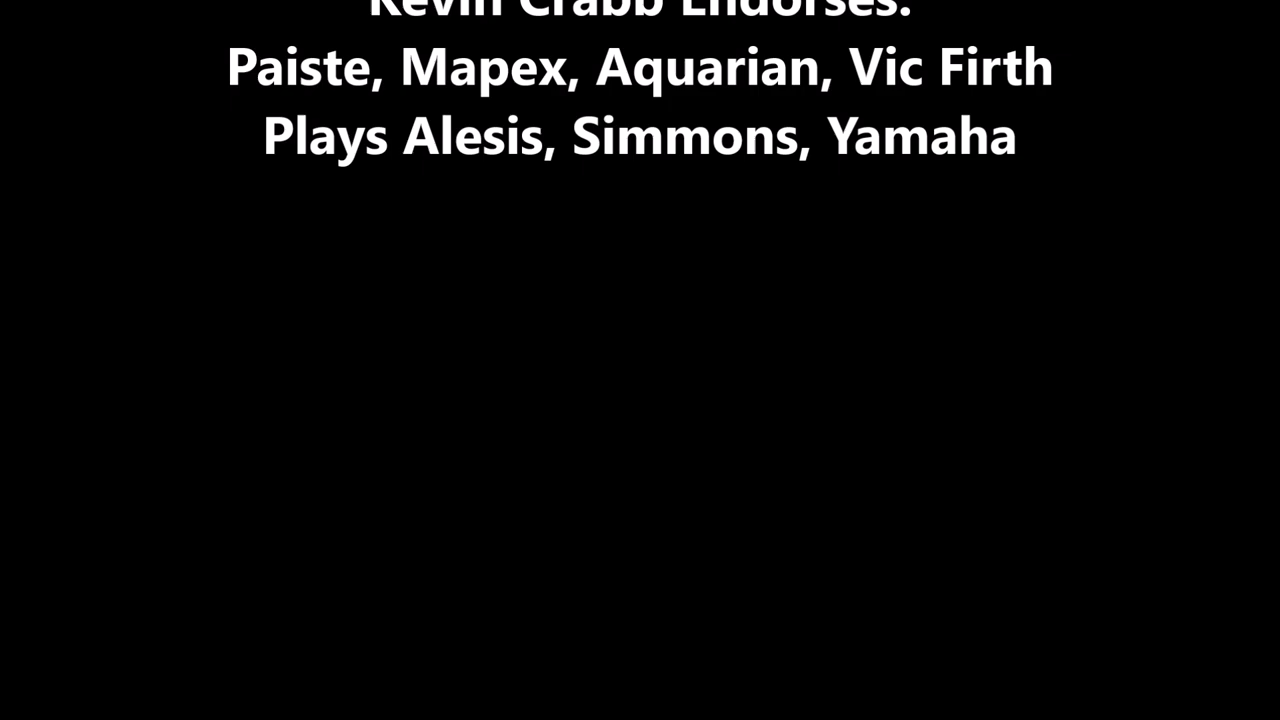 Kevin Crabb Endorses:
Paiste, Mapex, Aquarian, Vic Firth
Plays Alesis, Simmons, Yamaha